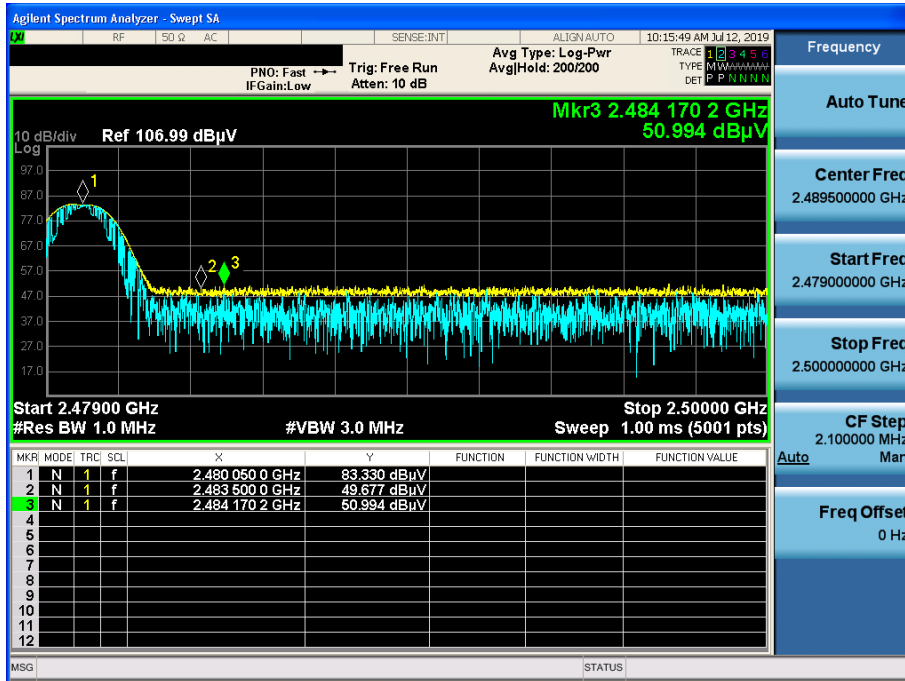 Agilent Spectrum Analyzer - Swept SA
LXI RF 50 Ω AC SENSE:INT ALIGN AUTO 10:15:49 AM Jul 12, 2019
PNO: Fast Trig: Free Run Avg Type: Log-Pwr TRACE 1 2 3 4 5 6
IFGain:Low Atten: 10 dB Avg|Hold: 200/200 TYPE M WWWWW
DET P P N N N N
Mkr3 2.484 170 2 GHz
50.994 dBµV
10 dB/div Ref 106.99 dBµV
Log
97.0
87.0
77.0
67.0
57.0
47.0
37.0
27.0
17.0
1
2
3
Start 2.47900 GHz Stop 2.50000 GHz
#Res BW 1.0 MHz #VBW 3.0 MHz Sweep 1.00 ms (5001 pts)
MKR MODE TRC SCL X Y FUNCTION FUNCTION WIDTH FUNCTION VALUE
1 N 1 f 2.480 050 0 GHz 83.330 dBµV
2 N 1 f 2.483 500 0 GHz 49.677 dBµV
3 N 1 f 2.484 170 2 GHz 50.994 dBµV
4
5
6
7
8
9
10
11
12
MSG STATUS
Frequency
Auto Tune
Center Freq
2.489500000 GHz
Start Freq
2.479000000 GHz
Stop Freq
2.500000000 GHz
CF Step
2.100000 MHz
Auto Man
Freq Offset
0 Hz